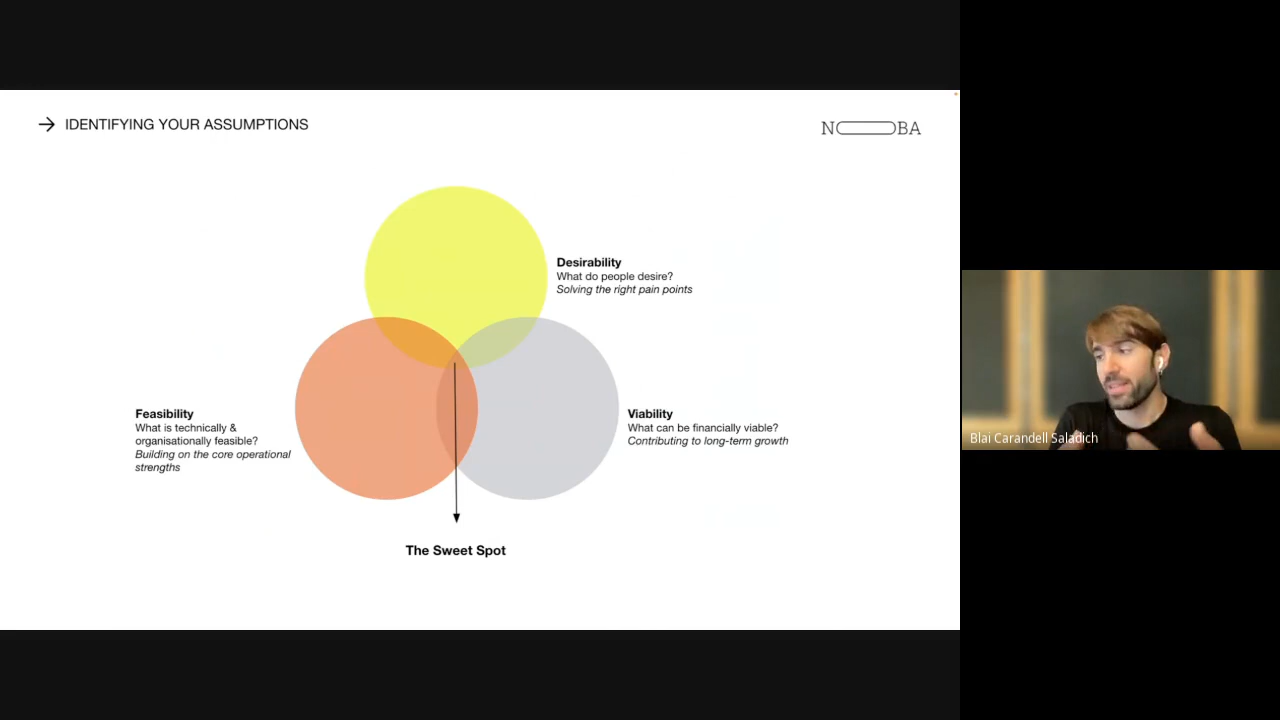 → IDENTIFYING YOUR ASSUMPTIONS
NOBA
Desirability
What do people desire?
Solving the right pain points
Feasibility
What is technically &
organisationally feasible?
Building on the core operational
strengths
Viability
What can be financially viable?
Contributing to long-term growth
The Sweet Spot
Blai Carandell Saladich